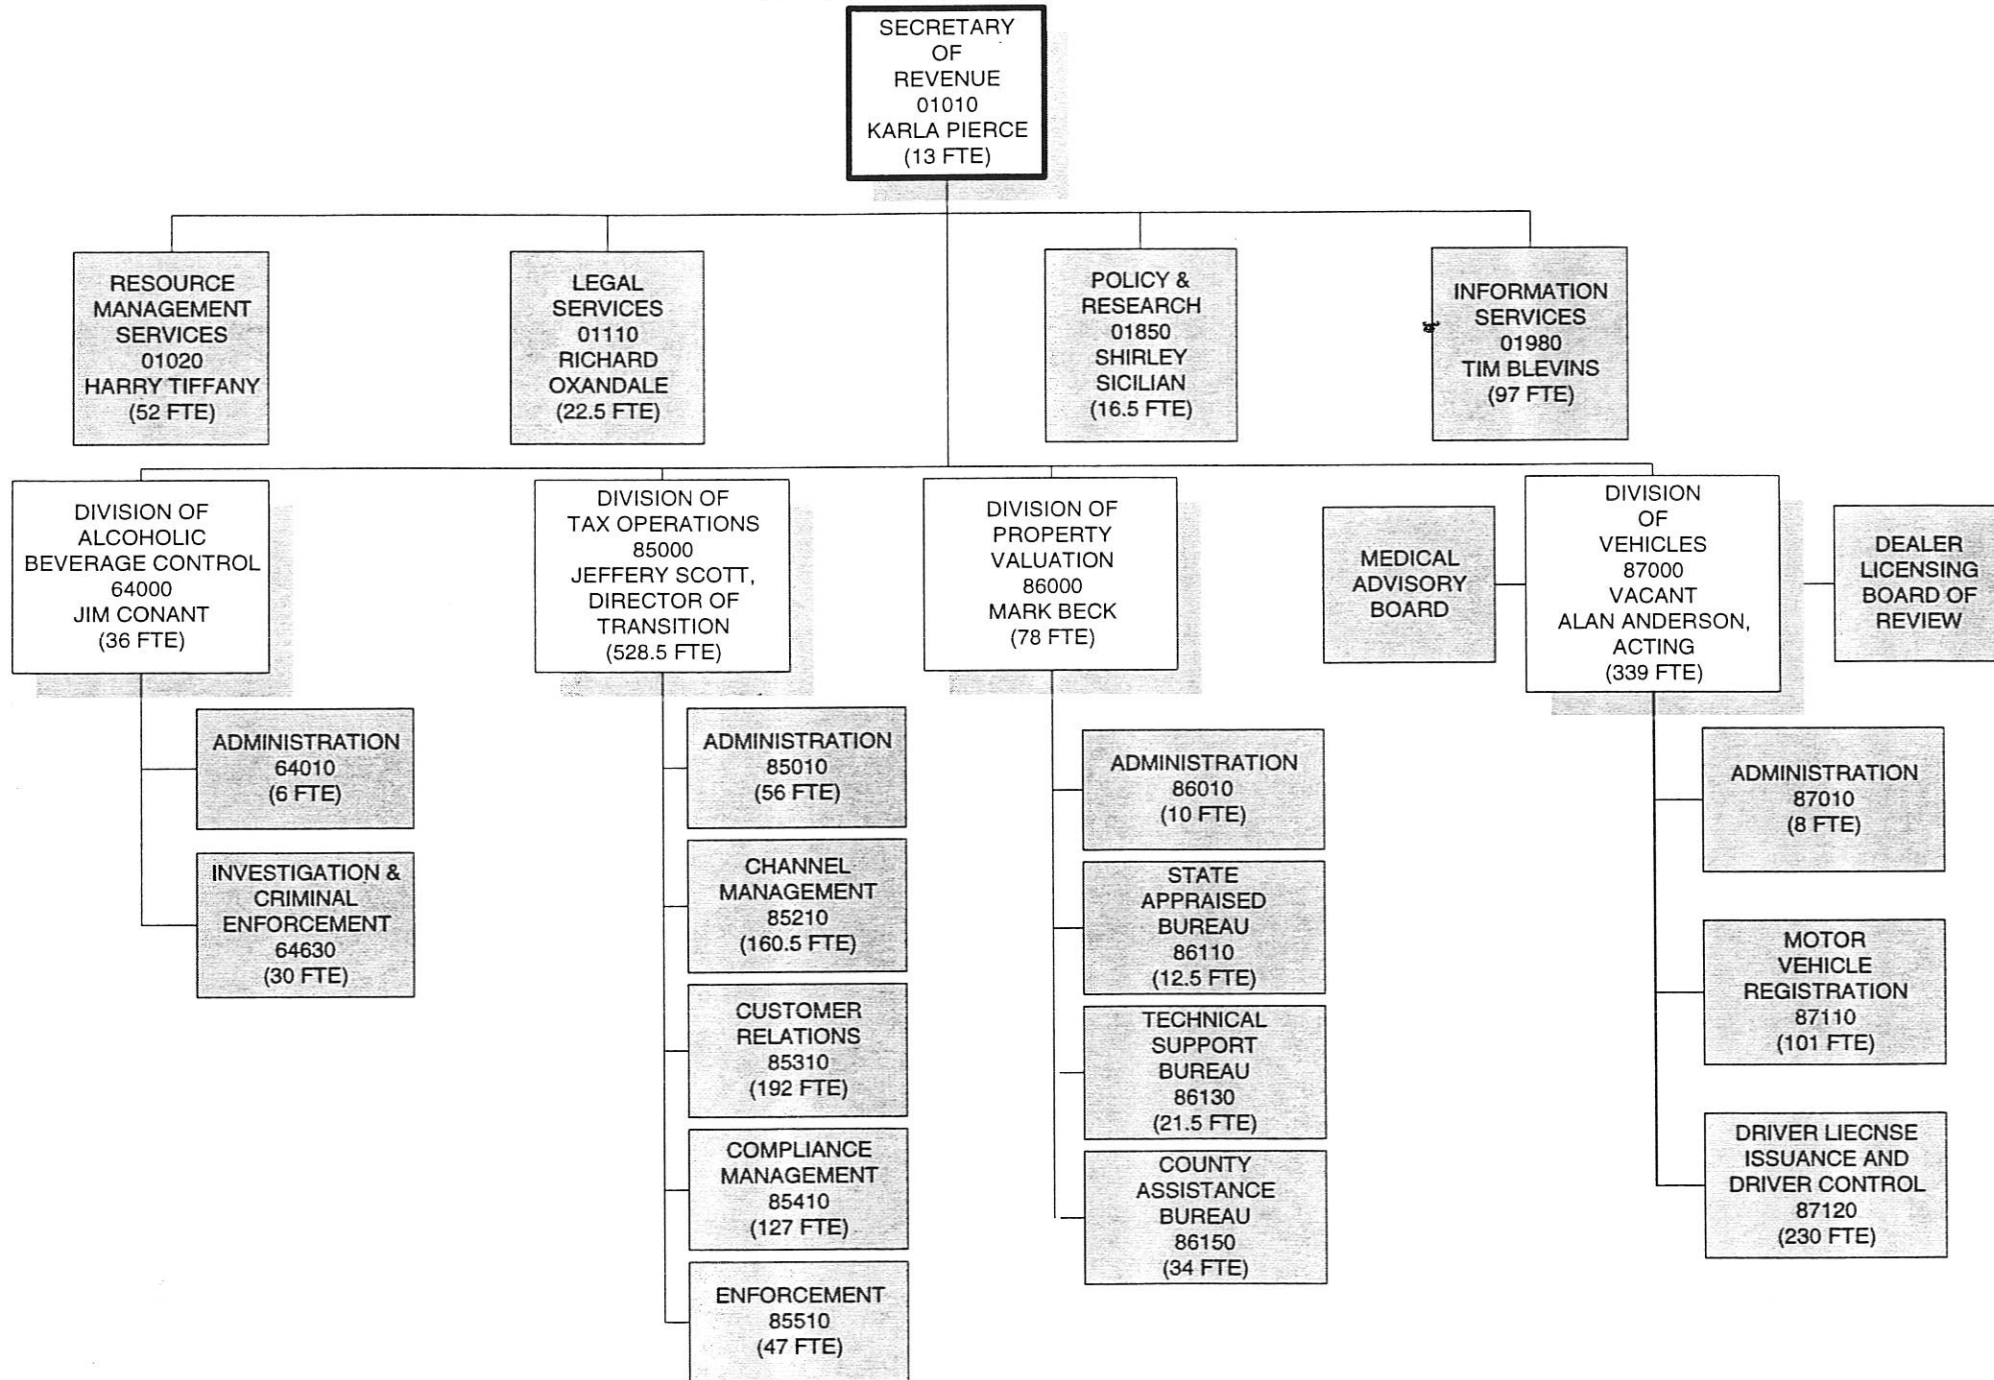 SECRETARY
OF
REVENUE
01010
KARLA PIERCE
(13 FTE)
RESOURCE
MANAGEMENT
SERVICES
01020
HARRY TIFFANY
(52 FTE)
LEGAL
SERVICES
01110
RICHARD
OXANDALE
(22.5 FTE)
POLICY &
RESEARCH
01850
SHIRLEY
SICILIAN
(16.5 FTE)
INFORMATION
SERVICES
01980
TIM BLEVINS
(97 FTE)
DIVISION OF
ALCOHOLIC
BEVERAGE CONTROL
64000
JIM CONANT
(36 FTE)
DIVISION OF
TAX OPERATIONS
85000
JEFFERY SCOTT,
DIRECTOR OF
TRANSITION
(528.5 FTE)
DIVISION OF
PROPERTY
VALUATION
86000
MARK BECK
(78 FTE)
MEDICAL
ADVISORY
BOARD
DIVISION
OF
VEHICLES
87000
VACANT
ALAN ANDERSON,
ACTING
(339 FTE)
DEALER
LICENSING
BOARD OF
REVIEW
ADMINISTRATION
64010
(6 FTE)
INVESTIGATION &
CRIMINAL
ENFORCEMENT
64630
(30 FTE)
ADMINISTRATION
85010
(56 FTE)
CHANNEL
MANAGEMENT
85210
(160.5 FTE)
CUSTOMER
RELATIONS
85310
(192 FTE)
COMPLIANCE
MANAGEMENT
85410
(127 FTE)
ENFORCEMENT
85510
(47 FTE)
ADMINISTRATION
86010
(10 FTE)
STATE
APPRAISED
BUREAU
86110
(12.5 FTE)
TECHNICAL
SUPPORT
BUREAU
86130
(21.5 FTE)
COUNTY
ASSISTANCE
BUREAU
86150
(34 FTE)
ADMINISTRATION
87010
(8 FTE)
MOTOR
VEHICLE
REGISTRATION
87110
(101 FTE)
DRIVER LIECNSE
ISSUANCE AND
DRIVER CONTROL
87120
(230 FTE)